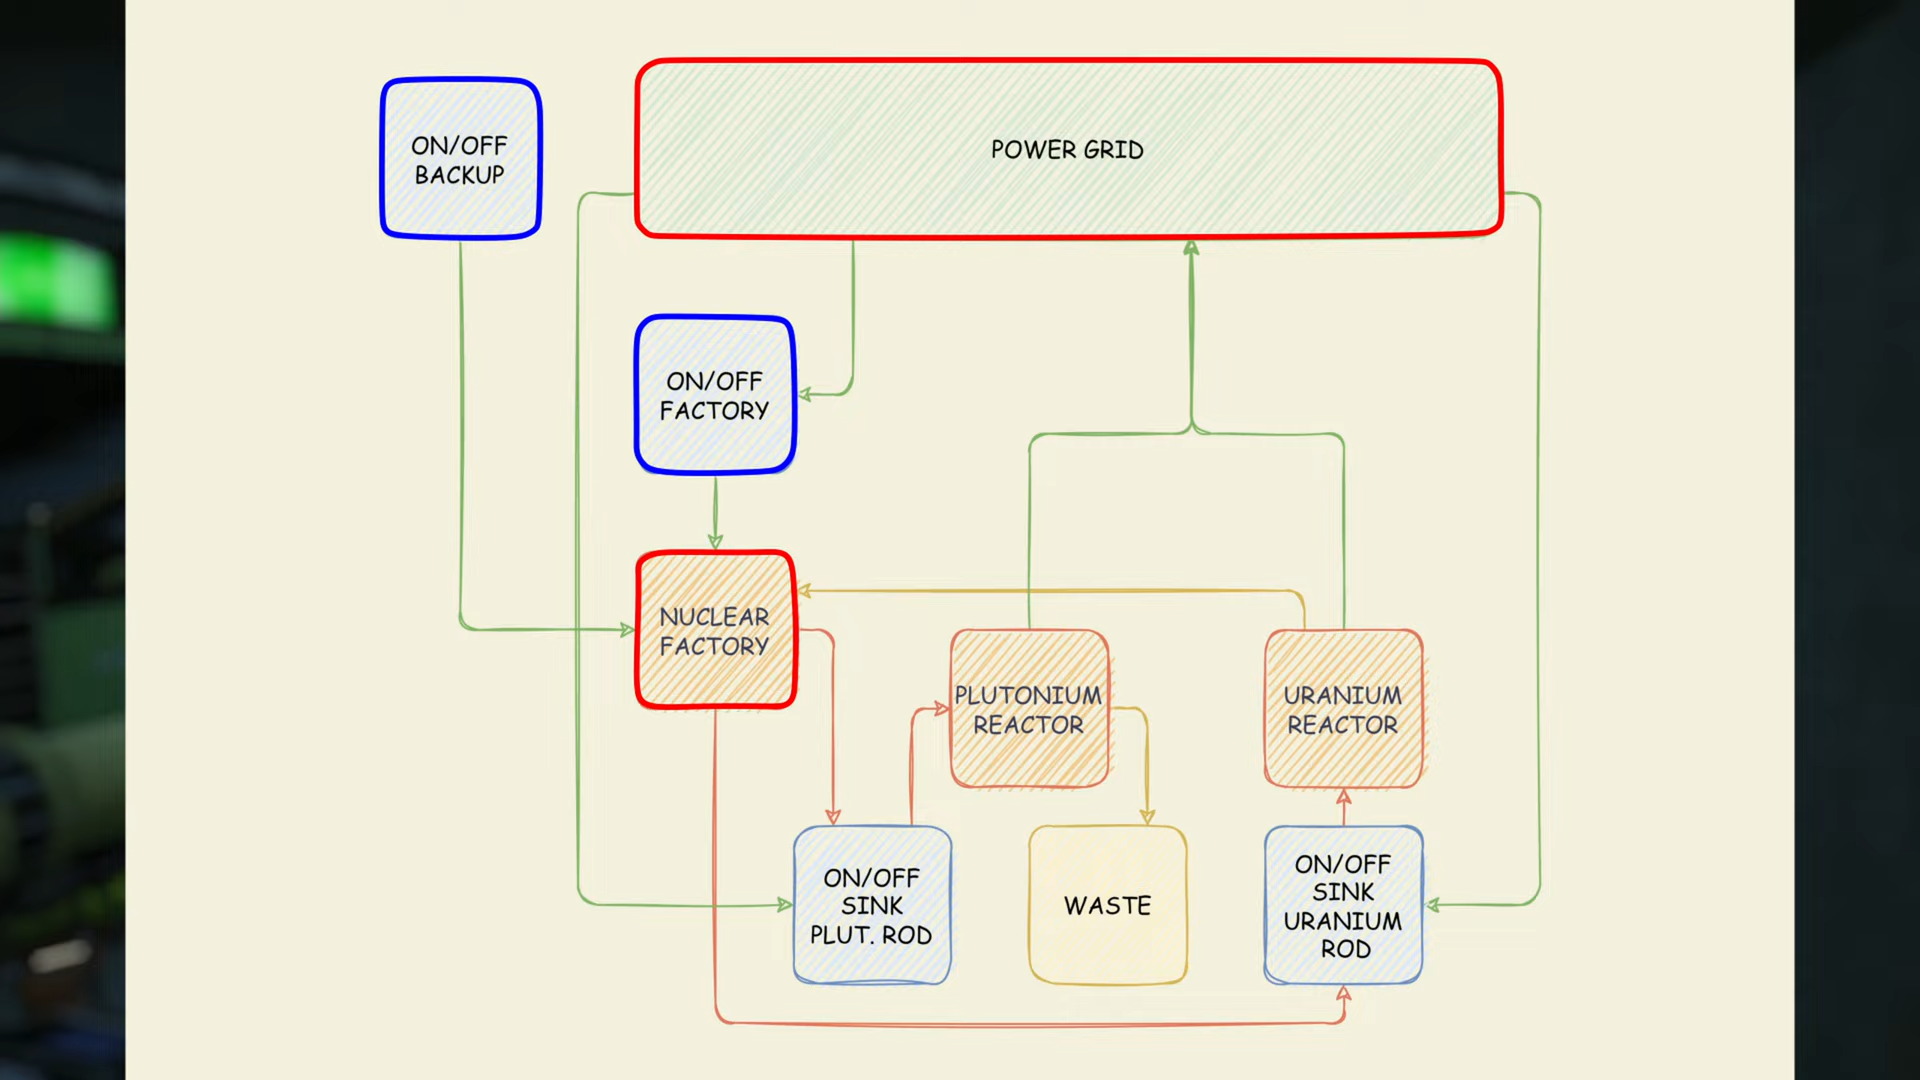 ON/OFF
BACKUP
POWER GRID
ON/OFF
FACTORY
NUCLEAR
FACTORY
PLUTONIUM
REACTOR
URANIUM
REACTOR
ON/OFF
SINK
PLUT. ROD
WASTE
ON/OFF
SINK
URANIUM
ROD